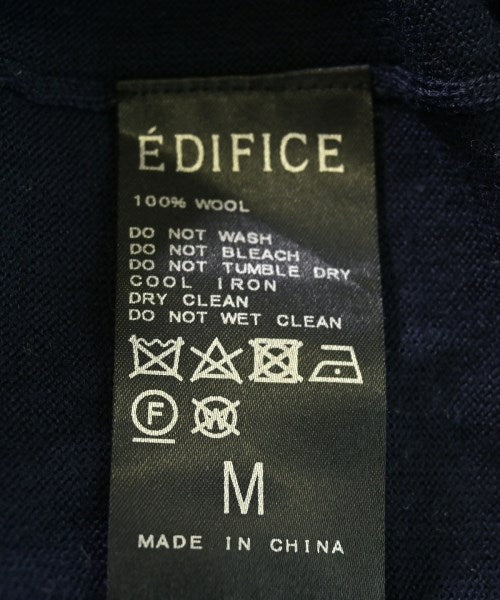 ÉDIFICE
100% WOOL
DO NOT WASH
DO NOT BLEACH
DO NOT TUMBLE DRY
COOL IRON
DRY CLEAN
DO NOT WET CLEAN
F W
M
MADE IN CHINA